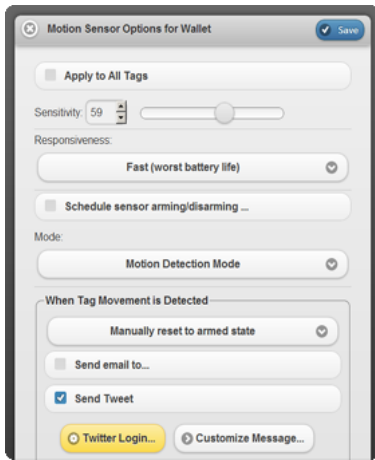 Motion Sensor Options for Wallet
Save
Apply to All Tags
Sensitivity: 59
Responsiveness:
Fast (worst battery life)
Schedule sensor arming/disarming ...
Mode:
Motion Detection Mode
When Tag Movement is Detected
Manually reset to armed state
Send email to...
Send Tweet
Twitter Login... Customize Message...